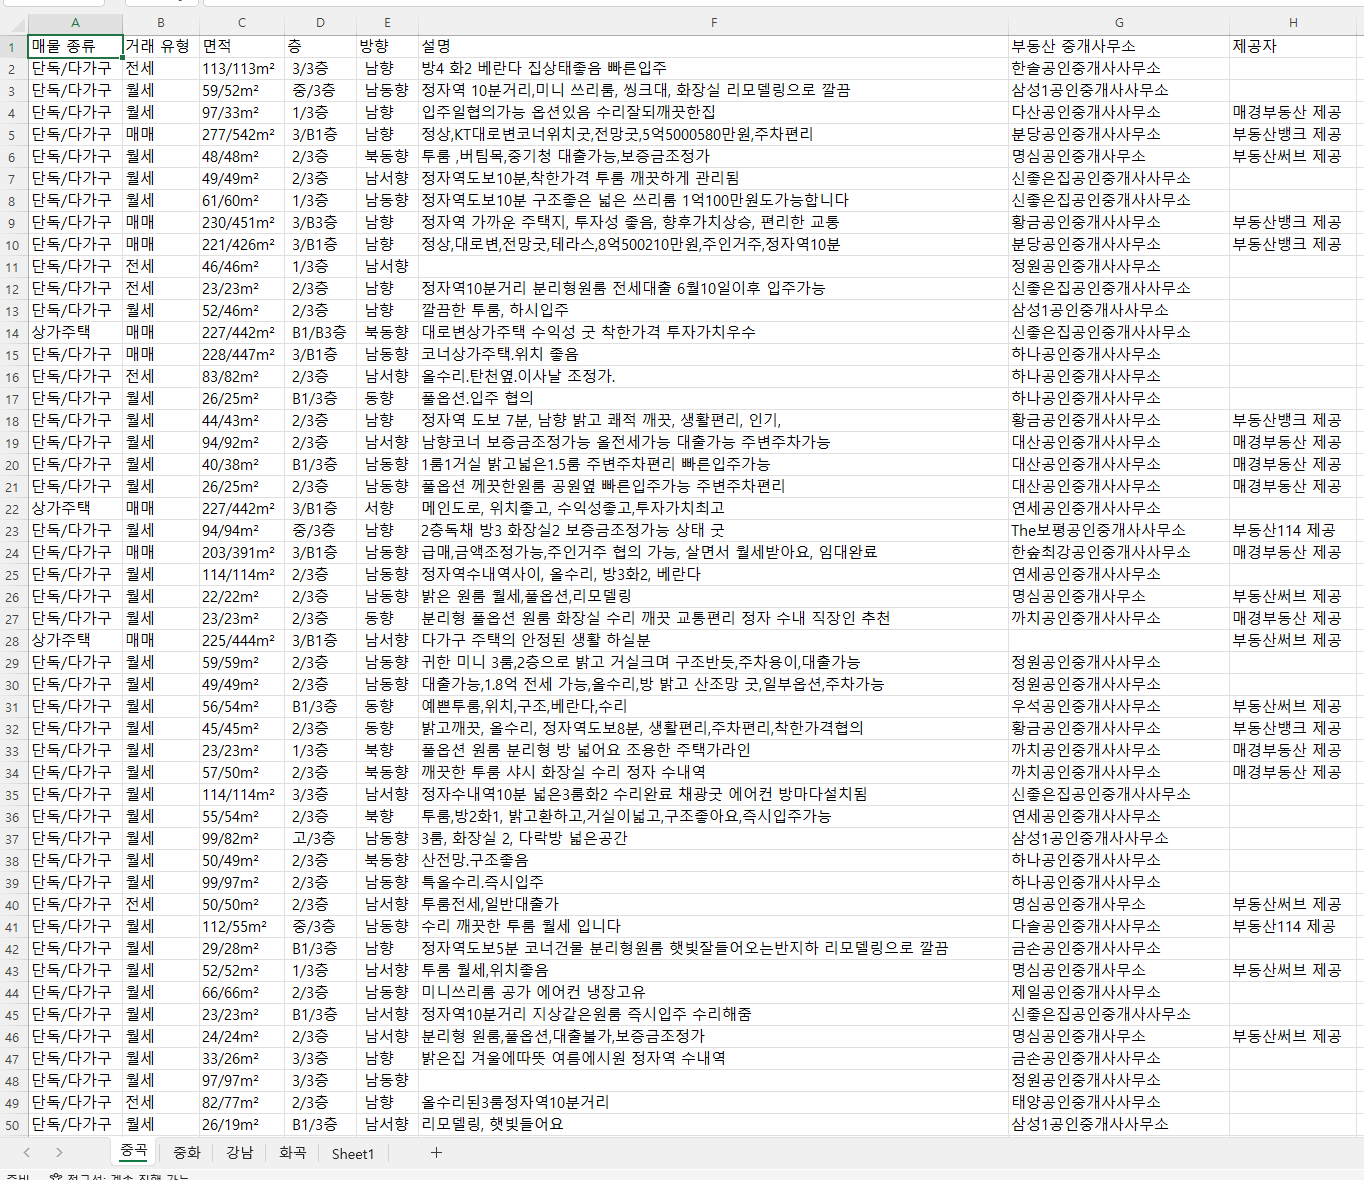 A B C D E F G H
1 매물 종류 거래 유형 면적 층 방향 설명 부동산 중개사무소 제공자
2 단독/다가구 전세 113/113m² 3/3층 남향 방4 화2 베란다 집상태좋음 빠른입주 한솔공인중개사사무소
3 단독/다가구 월세 59/52m² 중/3층 남동향 정자역 10분거리,미니 쓰리룸, 씽크대, 화장실 리모델링으로 깔끔 삼성1공인중개사사무소
4 단독/다가구 월세 97/33m² 1/3층 남향 입주일협의가능 옵션있음 수리잘되깨끗한집 다산공인중개사사무소 매경부동산 제공
5 단독/다가구 매매 277/542m² 3/B1층 남향 정상,KT대로변코너위치굿,전망굿,5억5000580만원,주차편리 분당공인중개사사무소 부동산뱅크 제공
6 단독/다가구 월세 48/48m² 2/3층 북동향 투룸 ,버팀목,중기청 대출가능,보증금조정가 명심공인중개사무소 부동산써브 제공
7 단독/다가구 월세 49/49m² 2/3층 남서향 정자역도보10분,착한가격 투룸 깨끗하게 관리됨 신좋은집공인중개사사무소
8 단독/다가구 월세 61/60m² 1/3층 남동향 정자역도보10분 구조좋은 넓은 쓰리룸 1억100만원도가능합니다 신좋은집공인중개사사무소
9 단독/다가구 매매 230/451m² 3/B3층 남향 정자역 가까운 주택지, 투자성 좋음, 향후가치상승, 편리한 교통 황금공인중개사무소 부동산뱅크 제공
10 단독/다가구 매매 221/426m² 3/B1층 남향 정상,대로변,전망굿,테라스,8억500210만원,주인거주,정자역10분 분당공인중개사사무소 부동산뱅크 제공
11 단독/다가구 전세 46/46m² 1/3층 남서향 정원공인중개사사무소
12 단독/다가구 전세 23/23m² 2/3층 남향 정자역10분거리 분리형원룸 전세대출 6월10일이후 입주가능 신좋은집공인중개사사무소
13 단독/다가구 월세 52/46m² 2/3층 남향 깔끔한 투룸, 하시입주 삼성1공인중개사사무소
14 상가주택 매매 227/442m² B1/B3층 북동향 대로변상가주택 수익성 굿 착한가격 투자가치우수 신좋은집공인중개사사무소
15 단독/다가구 매매 228/447m² 3/B1층 남동향 코너상가주택.위치 좋음 하나공인중개사사무소
16 단독/다가구 전세 83/82m² 2/3층 남서향 올수리.탄천옆.이사날 조정가. 하나공인중개사사무소
17 단독/다가구 월세 26/25m² B1/3층 동향 풀옵션.입주 협의 하나공인중개사사무소
18 단독/다가구 월세 44/43m² 2/3층 남향 정자역 도보 7분, 남향 밝고 쾌적 깨끗, 생활편리, 인기, 황금공인중개사무소 부동산뱅크 제공
19 단독/다가구 월세 94/92m² 2/3층 남서향 남향코너 보증금조정가능 올전세가능 대출가능 주변주차가능 대산공인중개사무소 매경부동산 제공
20 단독/다가구 월세 40/38m² B1/3층 남동향 1룸1거실 밝고넓은1.5룸 주변주차편리 빠른입주가능 대산공인중개사무소 매경부동산 제공
21 단독/다가구 월세 26/25m² 2/3층 남동향 풀옵션 께끗한원룸 공원옆 빠른입주가능 주변주차편리 대산공인중개사무소 매경부동산 제공
22 상가주택 매매 227/442m² 3/B1층 서향 메인도로, 위치좋고, 수익성좋고,투자가치최고 연세공인중개사무소
23 단독/다가구 월세 94/94m² 중/3층 남향 2층독채 방3 화장실2 보증금조정가능 상태 굿 The보평공인중개사사무소 부동산114 제공
24 단독/다가구 매매 203/391m² 3/B1층 남동향 급매,금액조정가능,주인거주 협의 가능, 살면서 월세받아요, 임대완료 한숲최강공인중개사사무소 매경부동산 제공
25 단독/다가구 월세 114/114m² 2/3층 남동향 정자역수내역사이, 올수리, 방3화2, 베란다 연세공인중개사무소
26 단독/다가구 월세 22/22m² 2/3층 남동향 밝은 원룸 월세,풀옵션,리모델링 명심공인중개사무소 부동산써브 제공
27 단독/다가구 월세 23/23m² 2/3층 동향 분리형 풀옵션 원룸 화장실 수리 깨끗 교통편리 정자 수내 직장인 추천 까치공인중개사사무소 매경부동산 제공
28 상가주택 매매 225/444m² 3/B1층 남서향 다가구 주택의 안정된 생활 하실분 부동산써브 제공
29 단독/다가구 월세 59/59m² 2/3층 남동향 귀한 미니 3룸,2층으로 밝고 거실크며 구조반듯,주차용이,대출가능 정원공인중개사사무소
30 단독/다가구 월세 49/49m² 2/3층 남동향 대출가능,1.8억 전세 가능,올수리,방 밝고 산조망 굿,일부옵션,주차가능 정원공인중개사사무소
31 단독/다가구 월세 56/54m² B1/3층 동향 예쁜투룸,위치,구조,베란다,수리 우석공인중개사무소 부동산써브 제공
32 단독/다가구 월세 45/45m² 2/3층 동향 밝고깨끗, 올수리, 정자역도보8분, 생활편리,주차편리,착한가격협의 황금공인중개사무소 부동산뱅크 제공
33 단독/다가구 월세 23/23m² 1/3층 북향 풀옵션 원룸 분리형 방 넓어요 조용한 주택가라인 까치공인중개사사무소 매경부동산 제공
34 단독/다가구 월세 57/50m² 2/3층 북동향 깨끗한 투룸 샤시 화장실 수리 정자 수내역 까치공인중개사사무소 매경부동산 제공
35 단독/다가구 월세 114/114m² 3/3층 남서향 정자수내역10분 넓은3룸화2 수리완료 채광굿 에어컨 방마다설치됨 신좋은집공인중개사사무소
36 단독/다가구 월세 55/54m² 2/3층 북향 투룸,방2화1, 밝고환하고,거실이넓고,구조좋아요,즉시입주가능 연세공인중개사무소
37 단독/다가구 월세 99/82m² 고/3층 남동향 3룸, 화장실 2, 다락방 넓은공간 삼성1공인중개사사무소
38 단독/다가구 월세 50/49m² 2/3층 북동향 산전망.구조좋음 하나공인중개사사무소
39 단독/다가구 월세 99/97m² 2/3층 남동향 특올수리.즉시입주 하나공인중개사사무소
40 단독/다가구 전세 50/50m² 2/3층 남서향 투룸전세,일반대출가 명심공인중개사무소 부동산써브 제공
41 단독/다가구 월세 112/55m² 중/3층 남동향 수리 깨끗한 투룸 월세 입니다 다솔공인중개사무소 부동산114 제공
42 단독/다가구 월세 29/28m² B1/3층 남향 정자역도보5분 코너건물 분리형원룸 햇빛잘들어오는반지하 리모델링으로 깔끔 금손공인중개사무소
43 단독/다가구 월세 52/52m² 1/3층 남서향 투룸 월세,위치좋음 명심공인중개사무소 부동산써브 제공
44 단독/다가구 월세 66/66m² 2/3층 남동향 미니쓰리룸 공가 에어컨 냉장고유 제일공인중개사사무소
45 단독/다가구 월세 23/23m² B1/3층 남서향 정자역10분거리 지상같은원룸 즉시입주 수리해줌 신좋은집공인중개사사무소
46 단독/다가구 월세 24/24m² 2/3층 남서향 분리형 원룸,풀옵션,대출불가,보증금조정가 명심공인중개사무소 부동산써브 제공
47 단독/다가구 월세 33/26m² 3/3층 남향 밝은집 겨울에따뜻 여름에시원 정자역 수내역 금손공인중개사무소
48 단독/다가구 월세 97/97m² 3/3층 남동향 정원공인중개사사무소
49 단독/다가구 전세 82/77m² 2/3층 남향 올수리된3룸정자역10분거리 태양공인중개사사무소
50 단독/다가구 월세 26/19m² B1/3층 남서향 리모델링, 햇빛들어요 삼성1공인중개사사무소
중곡 중화 강남 화곡 Sheet1